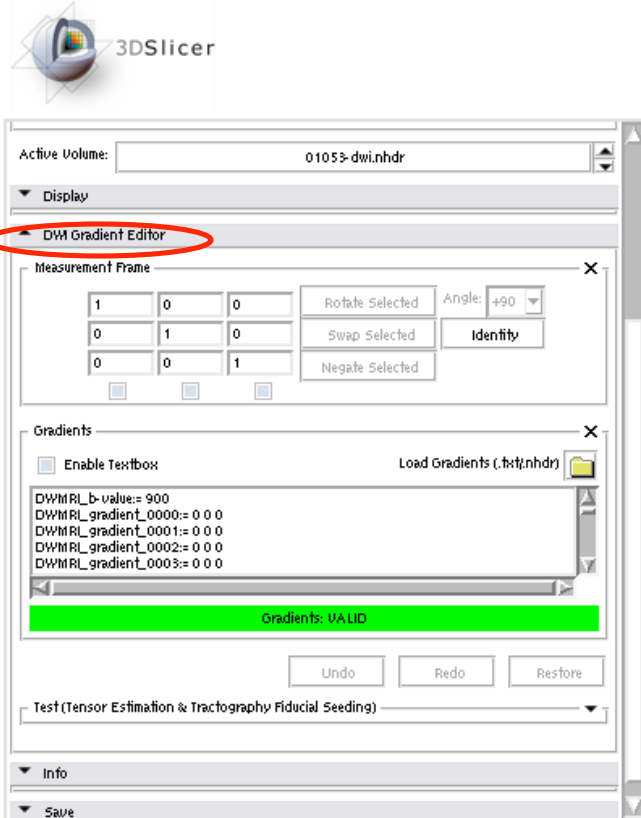 3DSlicer
Active Volume: 01053-dwi.nhdr
Display
DWI Gradient Editor
Measurement Frame
1 0 0 Rotate Selected Angle: +90
0 1 0 Swap Selected Identity
0 0 1 Negate Selected
Gradients
Enable Textbox Load Gradients (.txt/.nhdr)
DWMRI_b-value:= 900
DWMRI_gradient_0000:= 0 0 0
DWMRI_gradient_0001:= 0 0 0
DWMRI_gradient_0002:= 0 0 0
DWMRI_gradient_0003:= 0 0 0
Gradients: VALID
Undo Redo Restore
Test (Tensor Estimation & Tractography Fiducial Seeding)
Info
Save